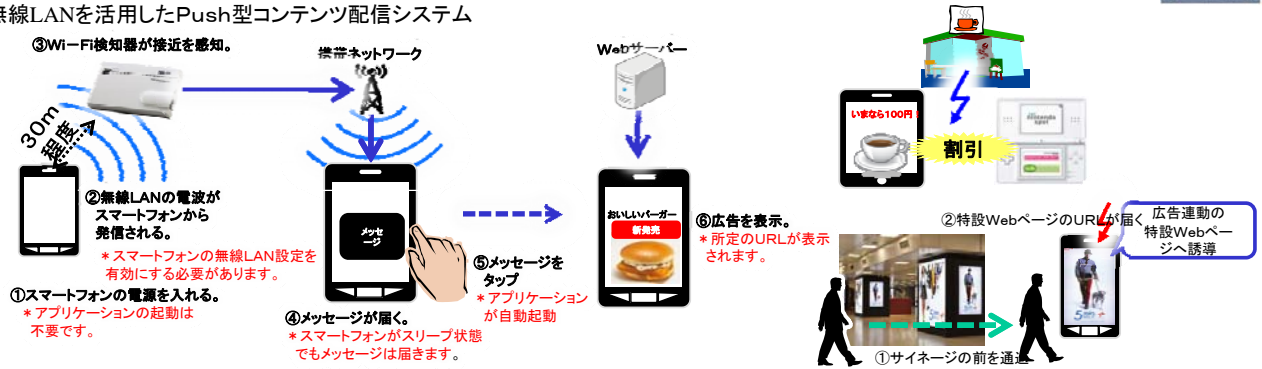 無線LANを活用したPush型コンテンツ配信システム
③Wi－Fi検知器が接近を感知。
携帯ネットワーク
Webサーバー
30m
程度
②無線LANの電波が
スマートフォンから
発信される。
＊スマートフォンの無線LAN設定を
有効にする必要があります。
①スマートフォンの電源を入れる。
＊アプリケーションの起動は
不要です。
メッセ
ージ
④メッセージが届く。
＊スマートフォンがスリープ状態
でもメッセージは届きます。
⑤メッセージを
タップ
＊アプリケーション
が自動起動
おいしいバーガー
新発売
⑥広告を表示。
＊所定のURLが表示
されます。
いまなら100円！
割引
nintendo
spot
②特設WebページのURLが届く
広告連動の
特設Webペー
ジへ誘導
①サイネージの前を通過